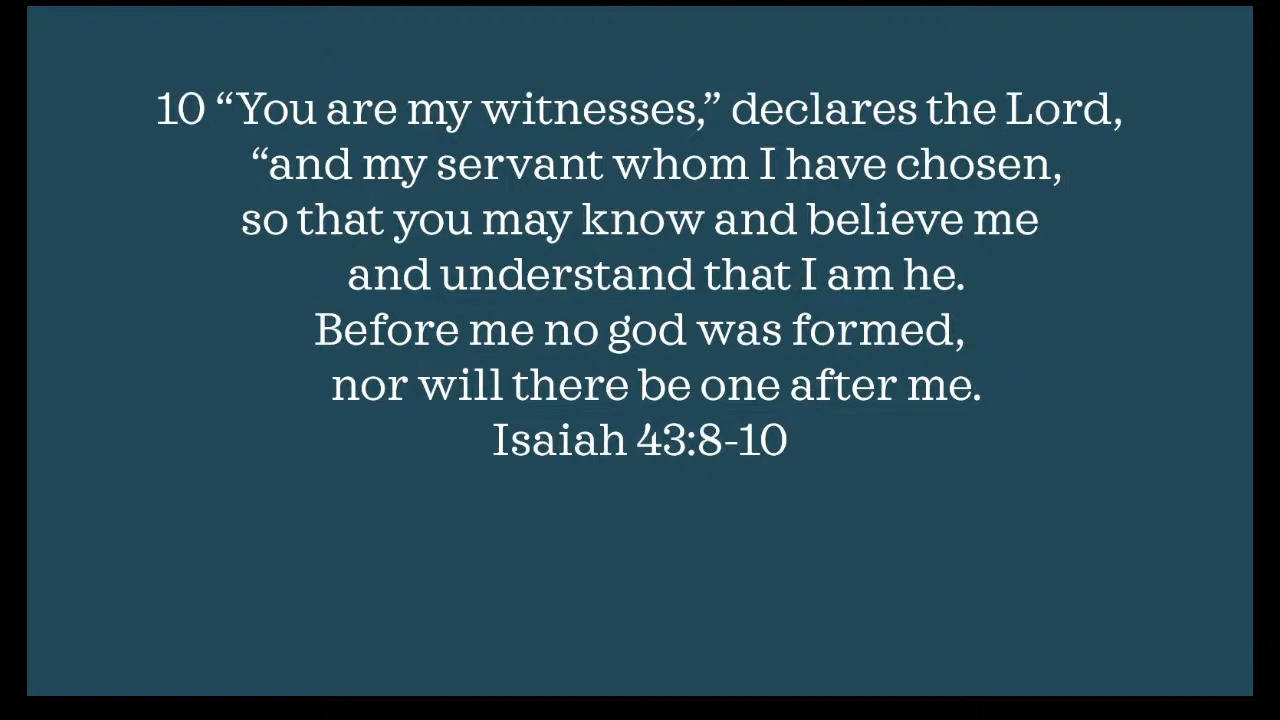 10 “You are my witnesses,” declares the Lord,
“and my servant whom I have chosen,
so that you may know and believe me
and understand that I am he.
Before me no god was formed,
nor will there be one after me.
Isaiah 43:8-10